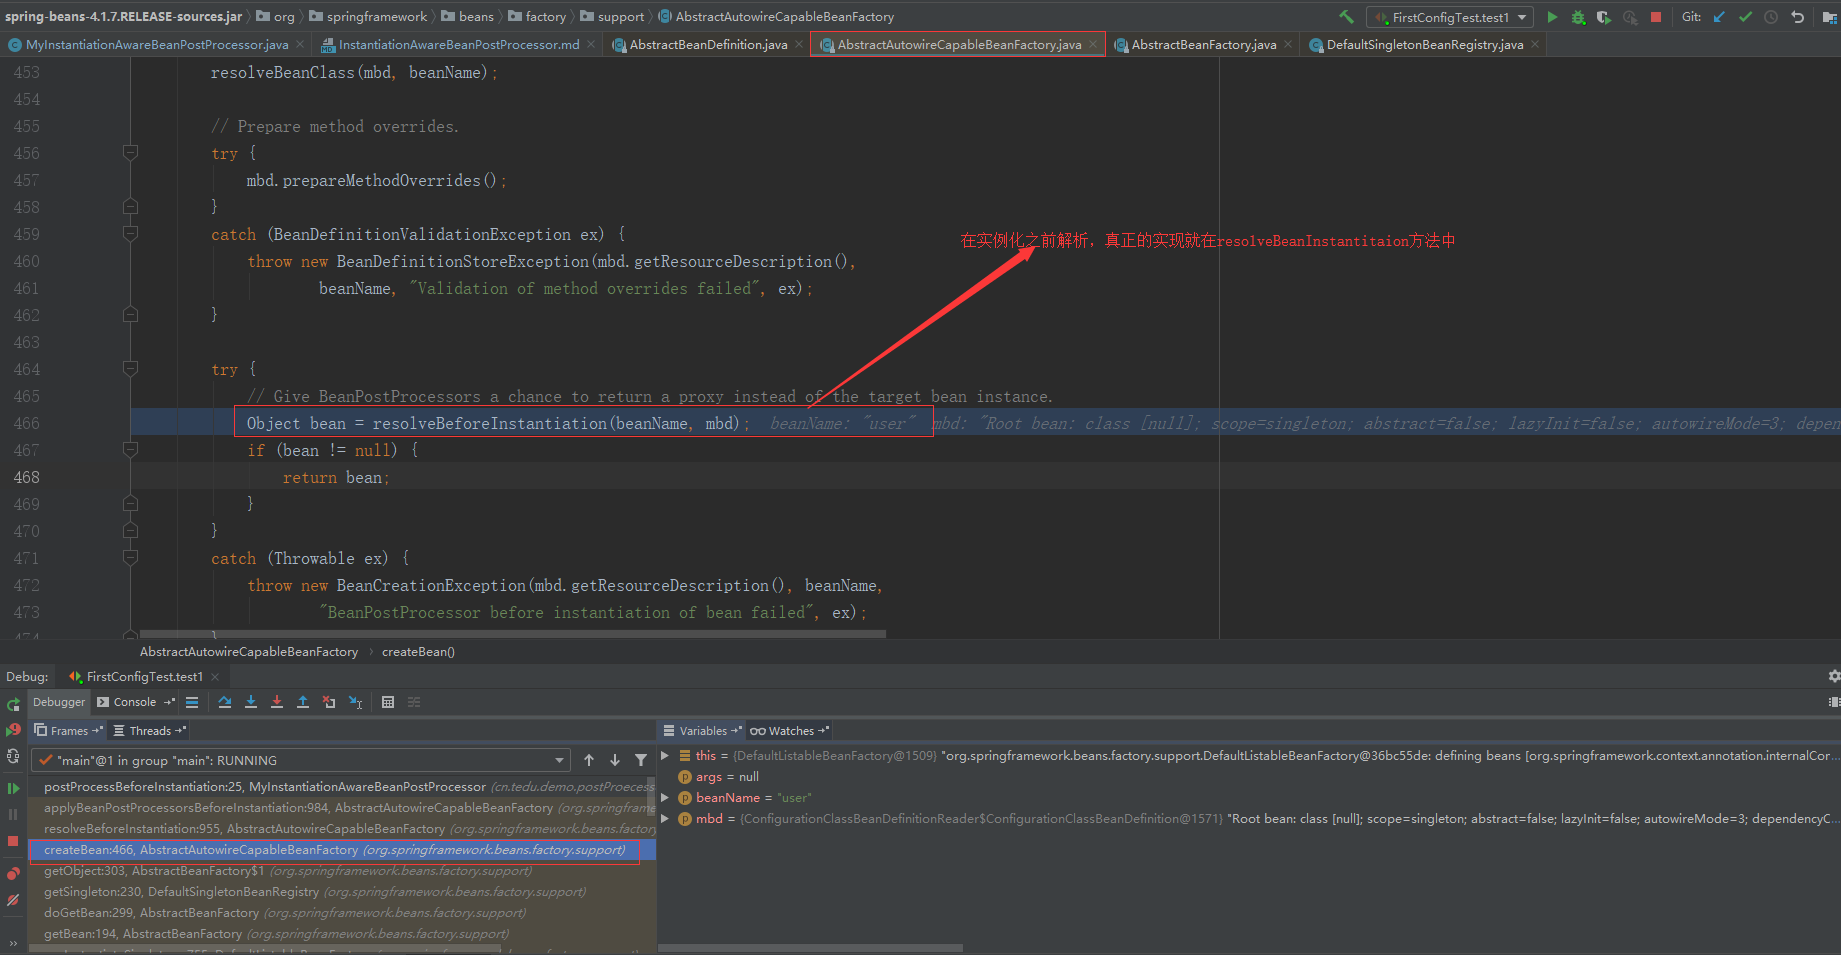 spring-beans-4.1.7.RELEASE-sources.jar org springframework beans factory support AbstractAutowireCapableBeanFactory FirstConfigTest.test1 Git:
MyInstantiationAwareBeanPostProcessor.java InstantiationAwareBeanPostProcessor.md AbstractBeanDefinition.java AbstractAutowireCapableBeanFactory.java AbstractBeanFactory.java DefaultSingletonBeanRegistry.java
453 resolveBeanClass(mbd, beanName);
454
455 // Prepare method overrides.
456 try {
457 mbd.prepareMethodOverrides();
458 }
459 catch (BeanDefinitionValidationException ex) {
在实例化之前解析，真正的实现就在resolveBeanInstantitaion方法中
460 throw new BeanDefinitionStoreException(mbd.getResourceDescription(),
461 beanName, "Validation of method overrides failed", ex);
462 }
463
464 try {
465 // Give BeanPostProcessors a chance to return a proxy instead of the target bean instance.
466 Object bean = resolveBeforeInstantiation(beanName, mbd); beanName: "user" mbd: "Root bean: class [null]; scope=singleton; abstract=false; lazyInit=false; autowireMode=3; depen
467 if (bean != null) {
468 return bean;
469 }
470 }
471 catch (Throwable ex) {
472 throw new BeanCreationException(mbd.getResourceDescription(), beanName,
473 "BeanPostProcessor before instantiation of bean failed", ex);
474 }
AbstractAutowireCapableBeanFactory › createBean()
Debug: FirstConfigTest.test1
Debugger Console
Frames Threads Variables Watches
"main"@1 in group "main": RUNNING
postProcessBeforeInstantiation:25, MyInstantiationAwareBeanPostProcessor (cn.tedu.demo.postProecess
applyBeanPostProcessorsBeforeInstantiation:984, AbstractAutowireCapableBeanFactory (org.springframe
resolveBeforeInstantiation:955, AbstractAutowireCapableBeanFactory (org.springframework.beans.factory
createBean:466, AbstractAutowireCapableBeanFactory (org.springframework.beans.factory.support)
getObject:303, AbstractBeanFactory$1 (org.springframework.beans.factory.support)
getSingleton:230, DefaultSingletonBeanRegistry (org.springframework.beans.factory.support)
doGetBean:299, AbstractBeanFactory (org.springframework.beans.factory.support)
getBean:194, AbstractBeanFactory (org.springframework.beans.factory.support)
this = {DefaultListableBeanFactory@1509} "org.springframework.beans.factory.support.DefaultListableBeanFactory@36bc55de: defining beans [org.springframework.context.annotation.internalCor...
args = null
beanName = "user"
mbd = {ConfigurationClassBeanDefinitionReader$ConfigurationClassBeanDefinition@1571} "Root bean: class [null]; scope=singleton; abstract=false; lazyInit=false; autowireMode=3; dependencyC...